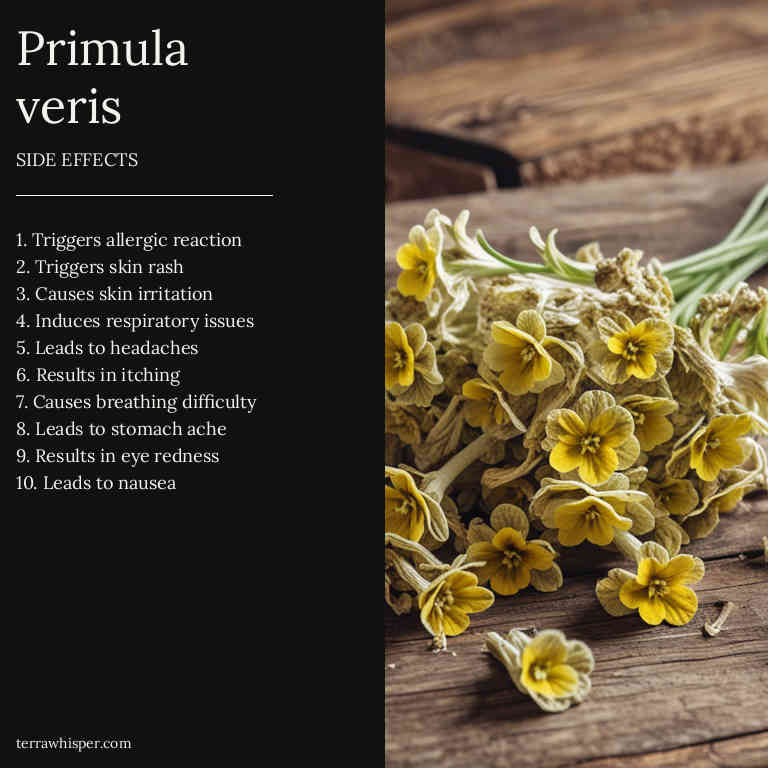 Primula
veris
SIDE EFFECTS
1. Triggers allergic reaction
2. Triggers skin rash
3. Causes skin irritation
4. Induces respiratory issues
5. Leads to headaches
6. Results in itching
7. Causes breathing difficulty
8. Leads to stomach ache
9. Results in eye redness
10. Leads to nausea
terrawhisper.com